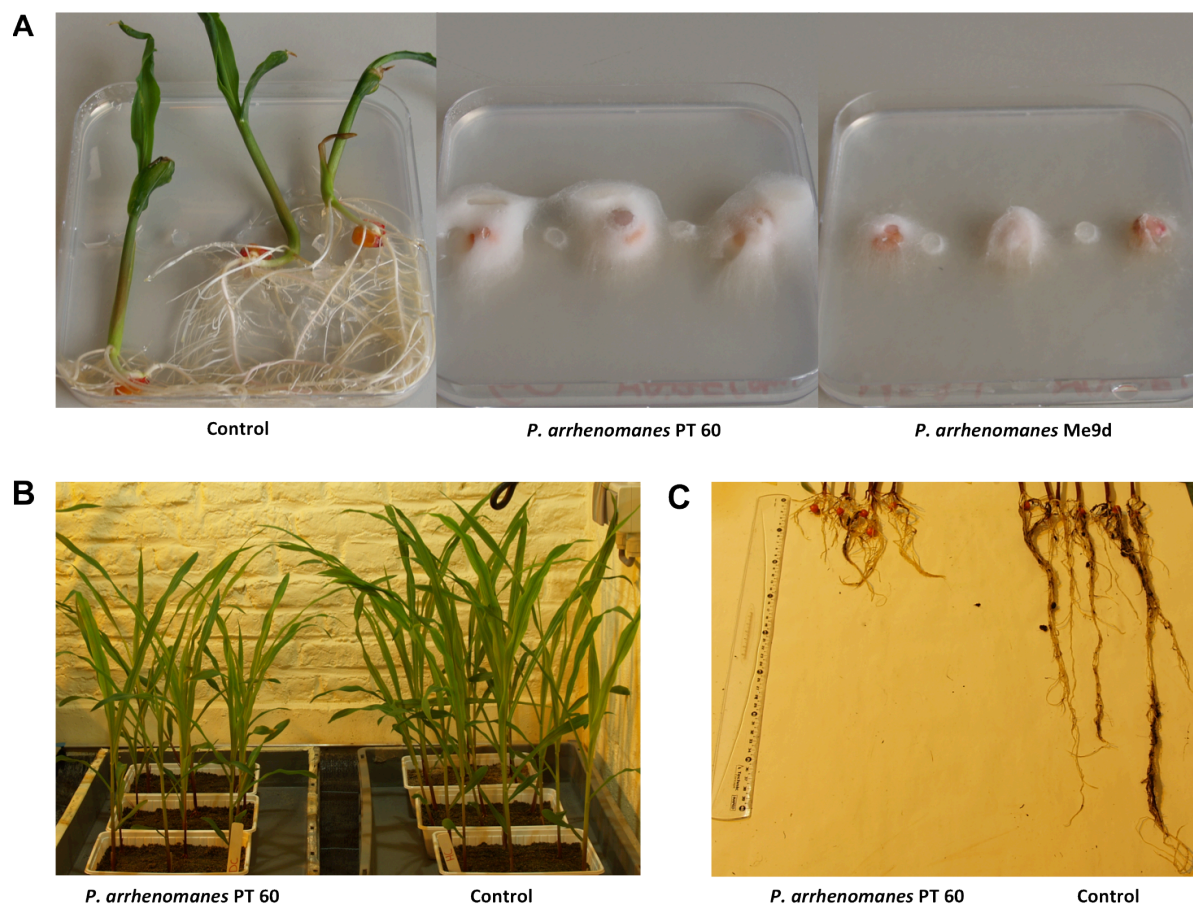 A
Control
P. arrhenomanes PT 60
P. arrhenomanes Me9d
B
C
P. arrhenomanes PT 60
Control
P. arrhenomanes PT 60
Control